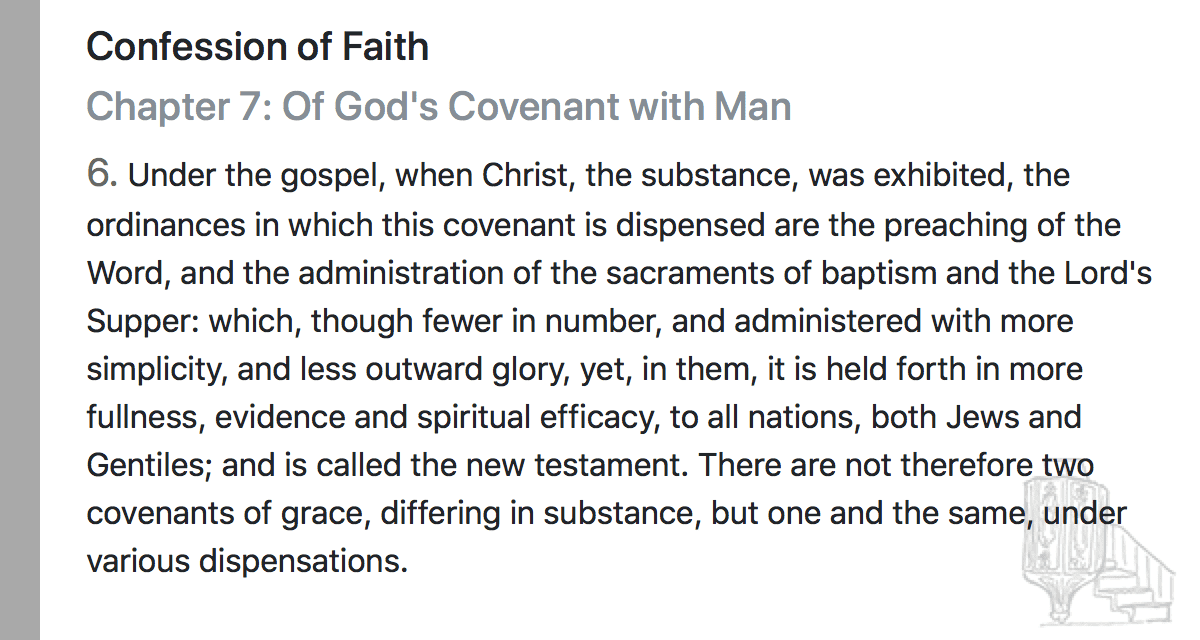 Confession of Faith
Chapter 7: Of God's Covenant with Man
6. Under the gospel, when Christ, the substance, was exhibited, the
ordinances in which this covenant is dispensed are the preaching of the
Word, and the administration of the sacraments of baptism and the Lord's
Supper: which, though fewer in number, and administered with more
simplicity, and less outward glory, yet, in them, it is held forth in more
fullness, evidence and spiritual efficacy, to all nations, both Jews and
Gentiles; and is called the new testament. There are not therefore two
covenants of grace, differing in substance, but one and the same, under
various dispensations.